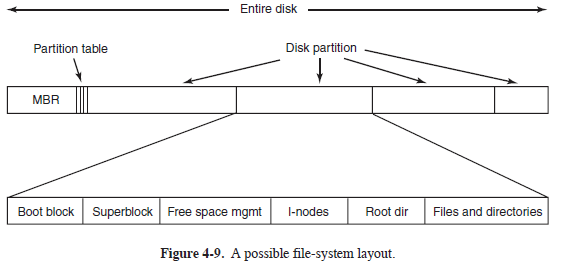 Entire disk
Partition table
Disk partition
MBR
Boot block
Superblock
Free space mgmt
I-nodes
Root dir
Files and directories
Figure 4-9. A possible file-system layout.